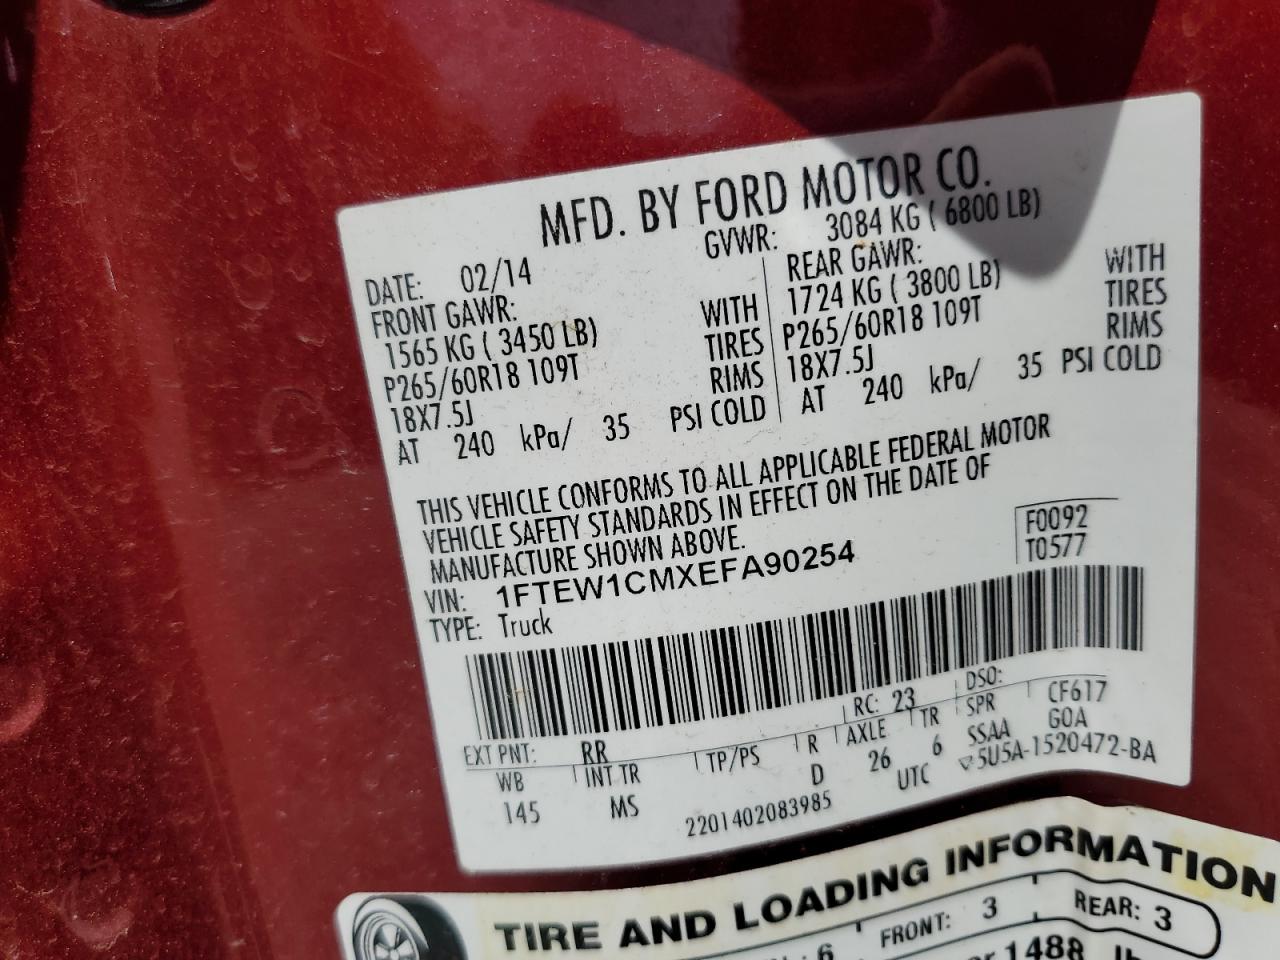 MFD. BY FORD MOTOR CO.
DATE: 02/14 GVWR: 3084 KG ( 6800 LB)
FRONT GAWR: REAR GAWR:
1565 KG ( 3450 LB) WITH 1724 KG ( 3800 LB) WITH
P265/60R18 109T TIRES P265/60R18 109T TIRES
18X7.5J RIMS 18X7.5J RIMS
AT 240 kPa/ 35 PSI COLD AT 240 kPa/ 35 PSI COLD
THIS VEHICLE CONFORMS TO ALL APPLICABLE FEDERAL MOTOR
VEHICLE SAFETY STANDARDS IN EFFECT ON THE DATE OF
MANUFACTURE SHOWN ABOVE.
F0092
T0577
VIN: 1FTEW1CMXEFA90254
TYPE: Truck
EXT PNT: RR RC: 23 DSO:
WB INT TR TP/PS R AXLE TR SPR CF617
145 MS D 26 6 SSAA GOA
2201402083985 UTC ▽5U5A-1520472-BA
TIRE AND LOADING INFORMATION
6 FRONT: 3 REAR: 3
1488